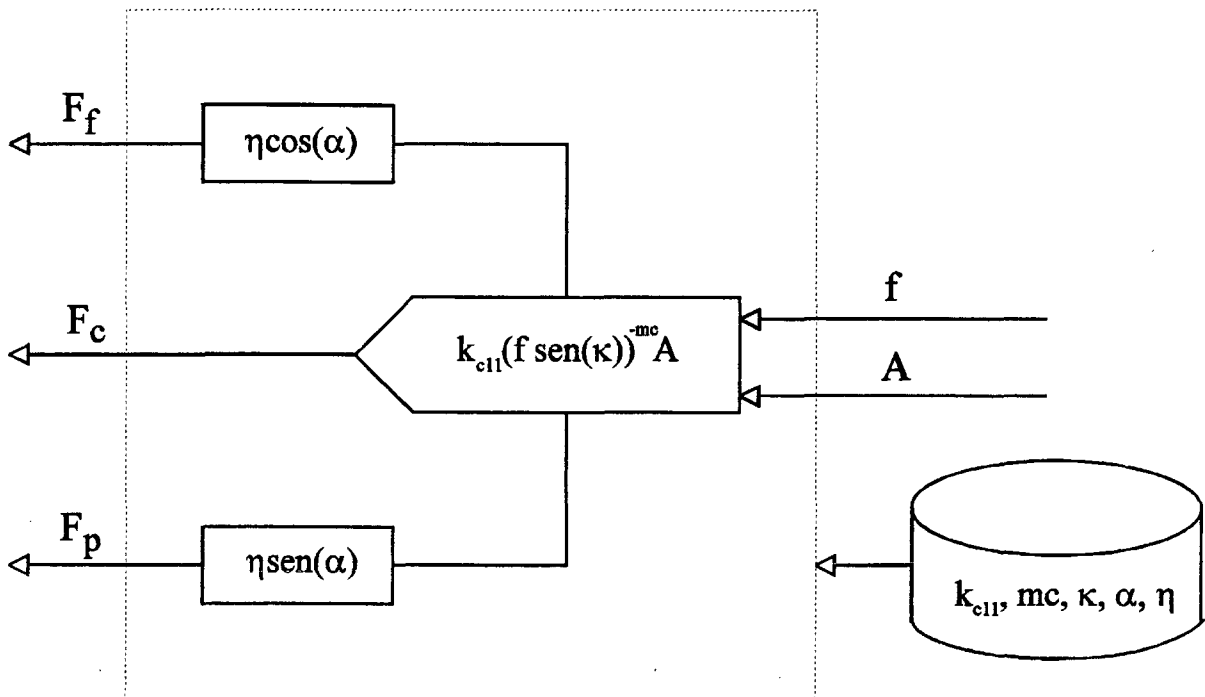 F_f
ηcos(α)
f
F_c
k_c11(f sen(κ))^-mc A
A
F_p
ηsen(α)
k_c11, mc, κ, α, η